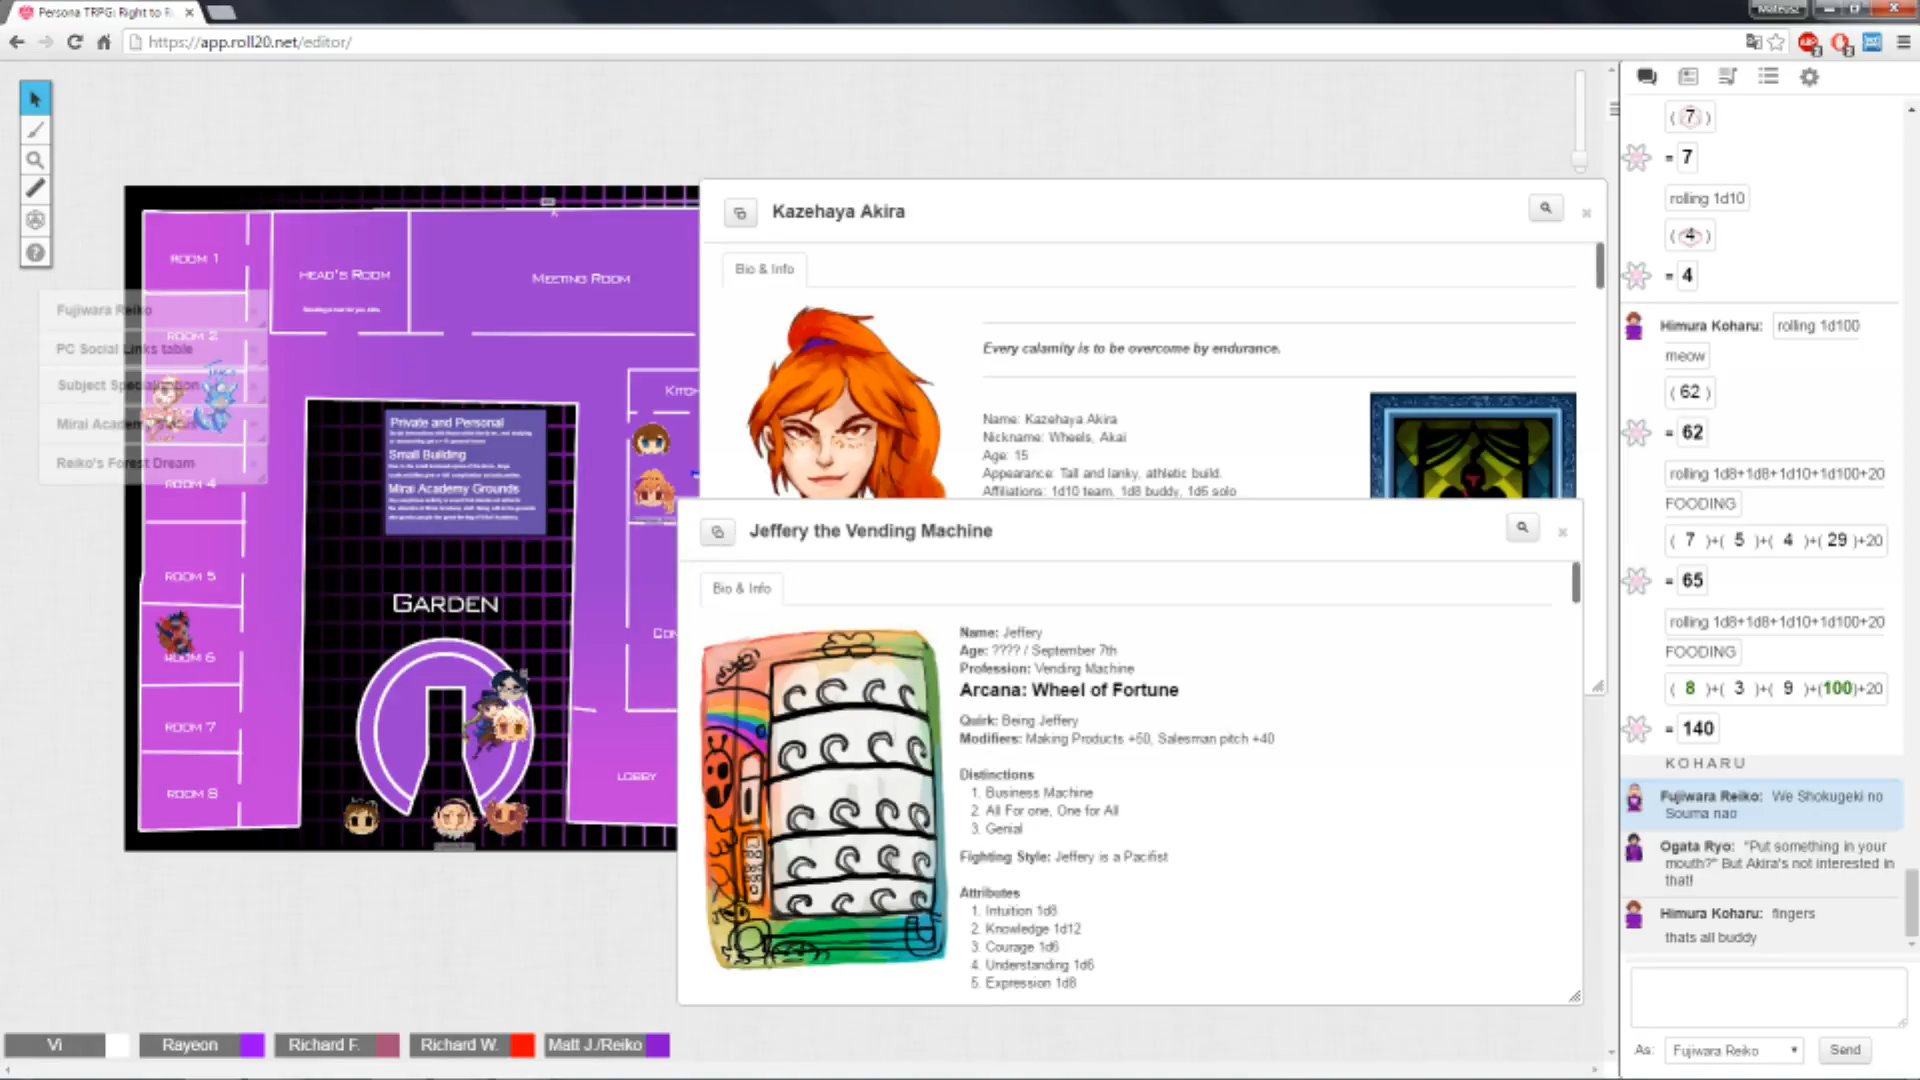 Persona TRPG: Right to R
Mateusz
https://app.roll20.net/editor/
ROOM 1
HEAD'S ROOM
MEETING ROOM
Fujiwara Reiko
ROOM 2
PC Social Links table
Subject Specialisation
Mirai Academy
Reiko's Forest Dream
ROOM 4
ROOM 5
ROOM 6
ROOM 7
ROOM 8
Private and Personal
Small Building
Mirai Academy Grounds
GARDEN
KITCH
CON
LOBBY
Kazehaya Akira
Bio & Info
Every calamity is to be overcome by endurance.
Name: Kazehaya Akira
Nickname: Wheels, Akai
Age: 15
Appearance: Tall and lanky, athletic build.
Affiliations: 1d10 team, 1d8 buddy, 1d6 solo
Jeffery the Vending Machine
Bio & Info
Name: Jeffery
Age: ???? / September 7th
Profession: Vending Machine
Arcana: Wheel of Fortune
Quirk: Being Jeffery
Modifiers: Making Products +50, Salesman pitch +40
Distinctions
1. Business Machine
2. All For one, One for All
3. Genial
Fighting Style: Jeffery is a Pacifist
Attributes
1. Intuition 1d8
2. Knowledge 1d12
3. Courage 1d6
4. Understanding 1d6
5. Expression 1d8
(7)
= 7
rolling 1d10
(4)
= 4
Himura Koharu: rolling 1d100
meow
(62)
= 62
rolling 1d8+1d8+1d10+1d100+20
FOODING
(7)+(5)+(4)+(29)+20
= 65
rolling 1d8+1d8+1d10+1d100+20
FOODING
(8)+(3)+(9)+(100)+20
= 140
K O H A R U
Fujiwara Reiko: We Shokugeki no
Souma nao
Ogata Ryo: "Put something in your
mouth?" But Akira's not interested in
that!
Himura Koharu: fingers
thats all buddy
As: Fujiwara Reiko
Send
Vi
Rayeon
Richard F.
Richard W.
Matt J./Reiko